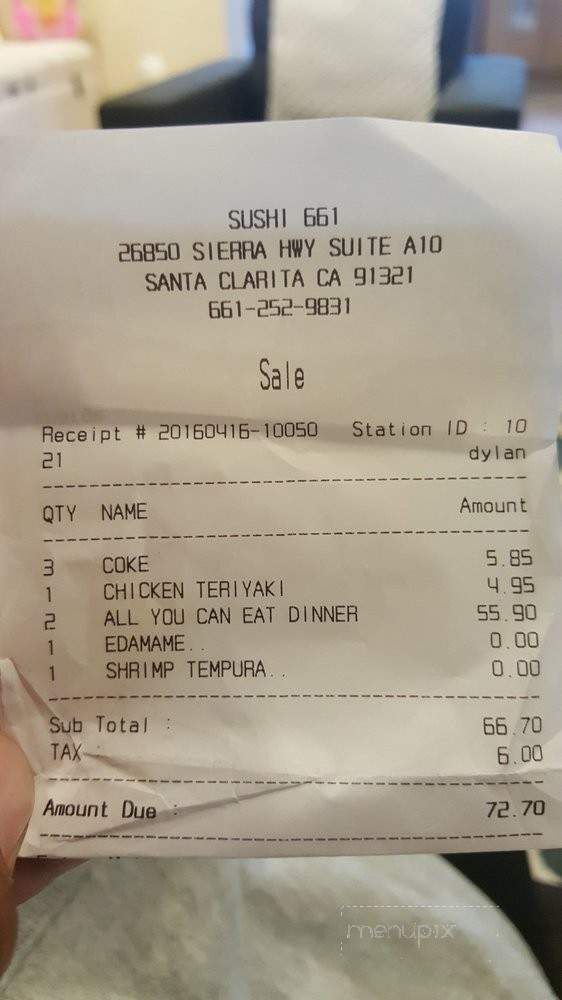 SUSHI 661
26850 SIERRA HWY SUITE A10
SANTA CLARITA CA 91321
661-252-9831
Sale
Receipt # 20160416-10050 Station ID : 10
21 dylan
QTY NAME Amount
3 COKE 5.85
1 CHICKEN TERIYAKI 4.95
2 ALL YOU CAN EAT DINNER 55.90
1 EDAMAME.. 0.00
1 SHRIMP TEMPURA.. 0.00
Sub Total : 66.70
TAX : 6.00
Amount Due : 72.70
menupix